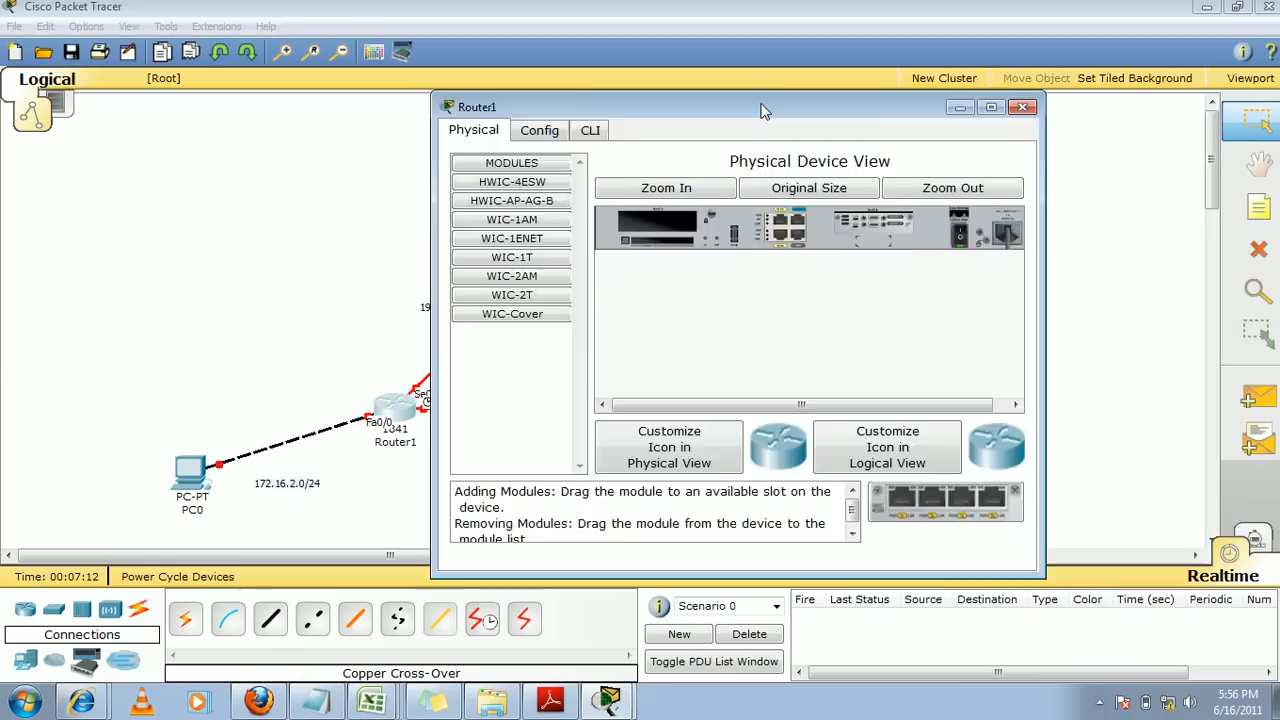 Cisco Packet Tracer
File Edit Options View Tools Extensions Help
Logical [Root] New Cluster Move Object Set Tiled Background Viewport
Router1
Physical Config CLI
MODULES
HWIC-4ESW
HWIC-AP-AG-B
WIC-1AM
WIC-1ENET
WIC-1T
WIC-2AM
WIC-2T
WIC-Cover
Physical Device View
Zoom In Original Size Zoom Out
Customize
Icon in
Physical View
Customize
Icon in
Logical View
Adding Modules: Drag the module to an available slot on the
device.
Removing Modules: Drag the module from the device to the
module list.
19
Se0
Fa0/0
1841
Router1
172.16.2.0/24
PC-PT
PC0
Time: 00:07:12 Power Cycle Devices
Realtime
Connections
Copper Cross-Over
Scenario 0
New Delete
Toggle PDU List Window
Fire Last Status Source Destination Type Color Time (sec) Periodic Num
5:56 PM
6/16/2011